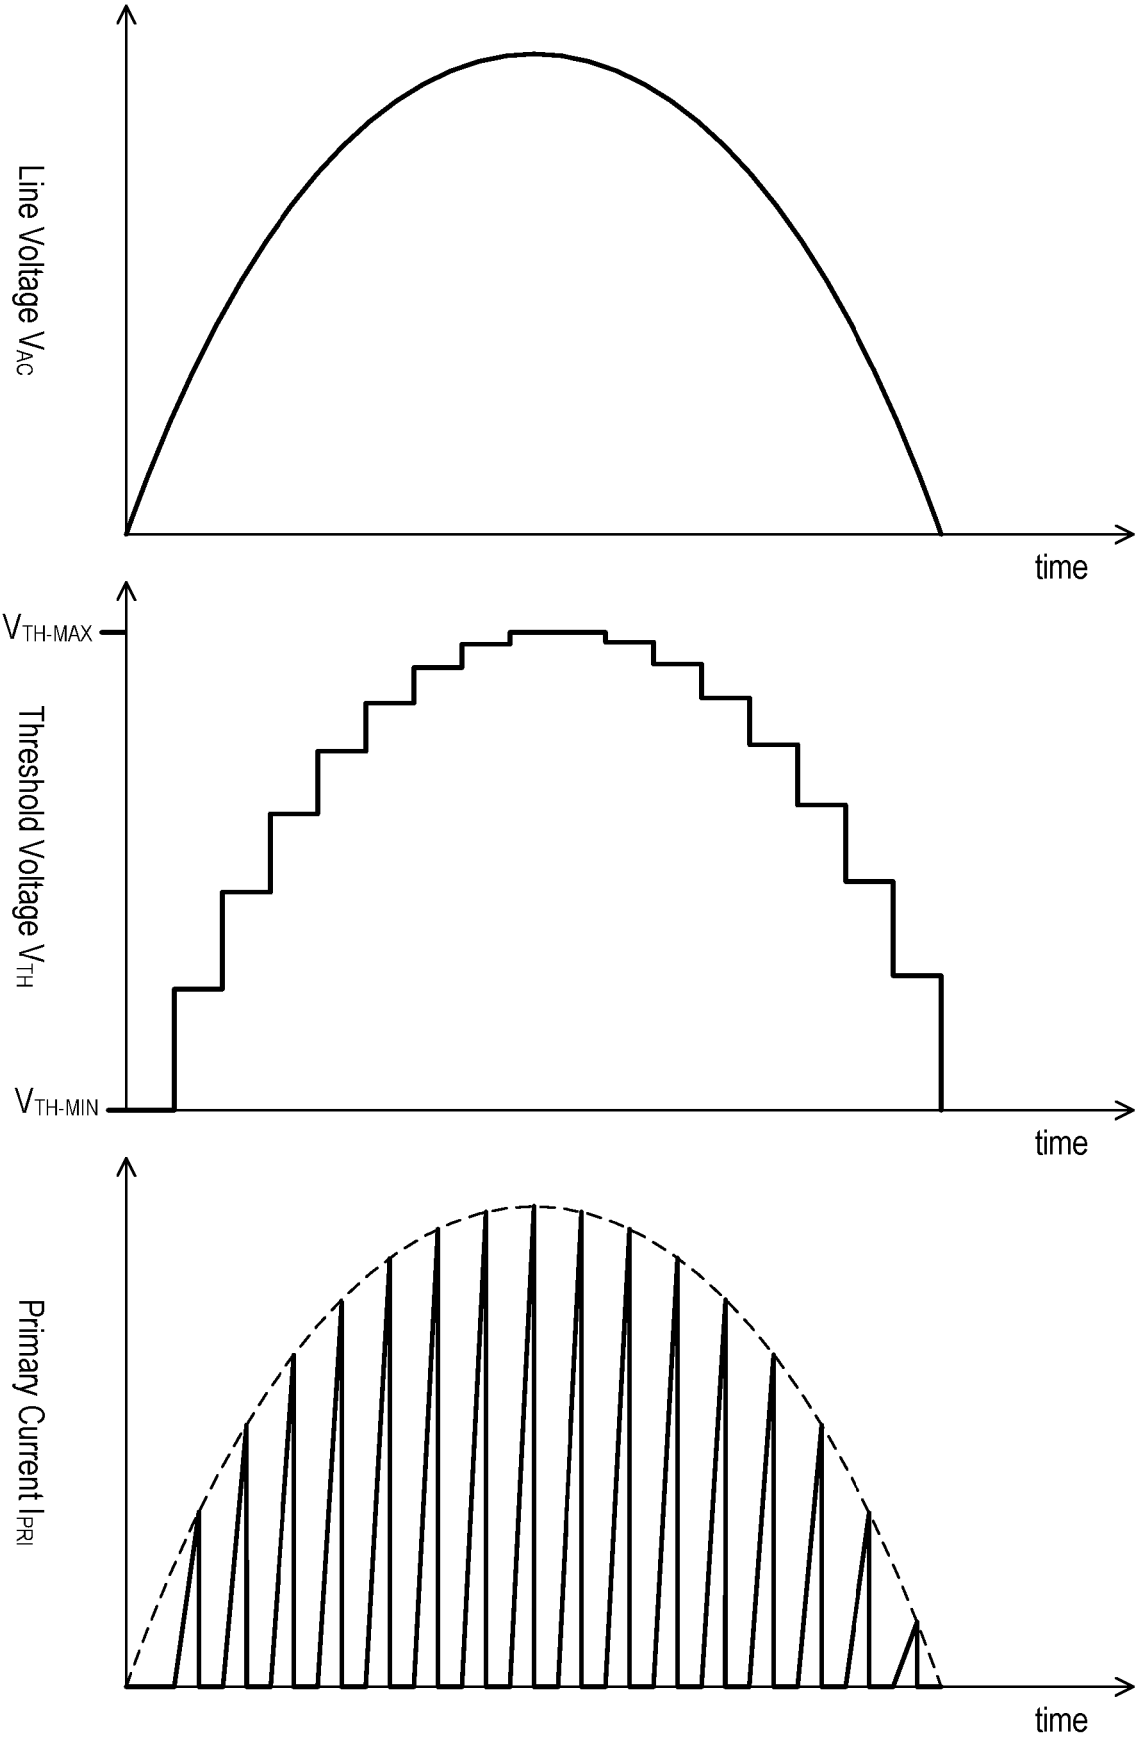 Line Voltage VAC
time
VTH-MAX
Threshold Voltage VTH
VTH-MIN
time
Primary Current IPRI
time